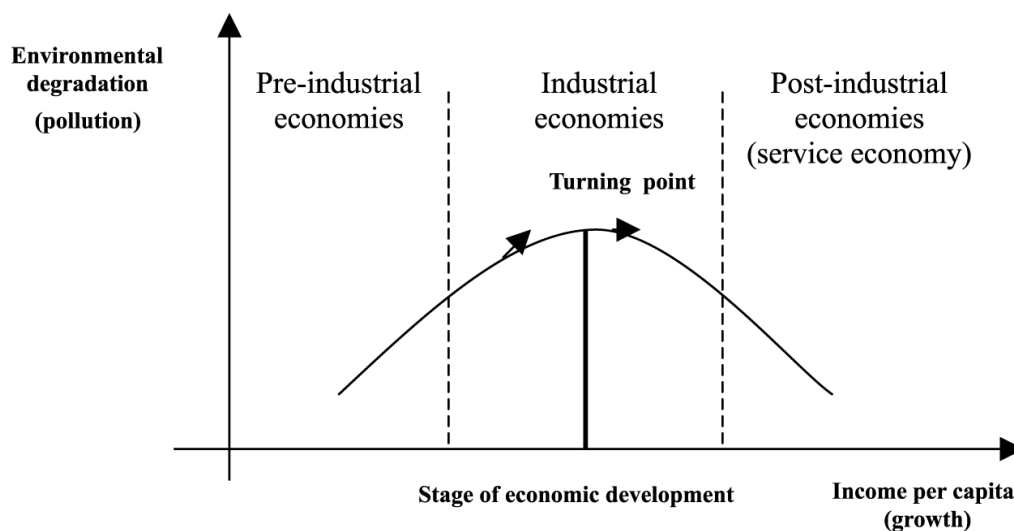 Environmental
degradation
(pollution)
Pre-industrial
economies
Industrial
economies
Post-industrial
economies
(service economy)
Turning point
Stage of economic development
Income per capita
(growth)